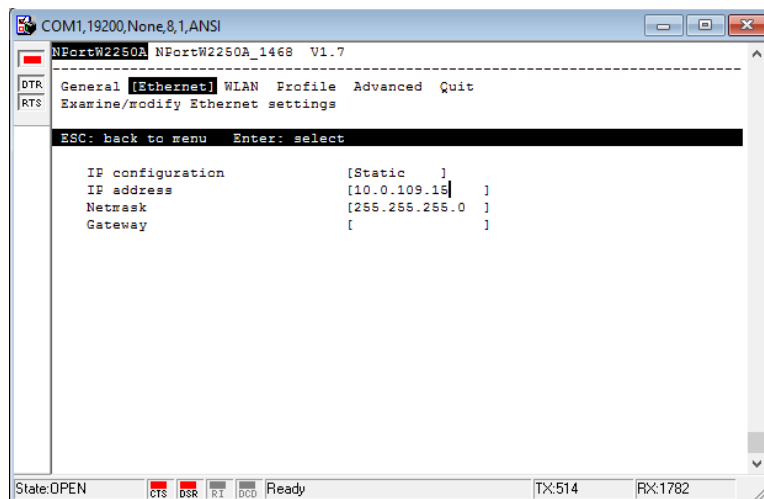 COM1,19200,None,8,1,ANSI
NPortW2250A NPortW2250A_1468 V1.7
--------------------------------------------------------------------------------
DTR
General [Ethernet] WLAN Profile Advanced Quit
RTS
Examine/modify Ethernet settings
ESC: back to menu Enter: select
IP configuration [Static ]
IP address [10.0.109.15 ]
Netmask [255.255.255.0 ]
Gateway [ ]
State:OPEN CTS DSR RI DCD Ready TX:514 RX:1782